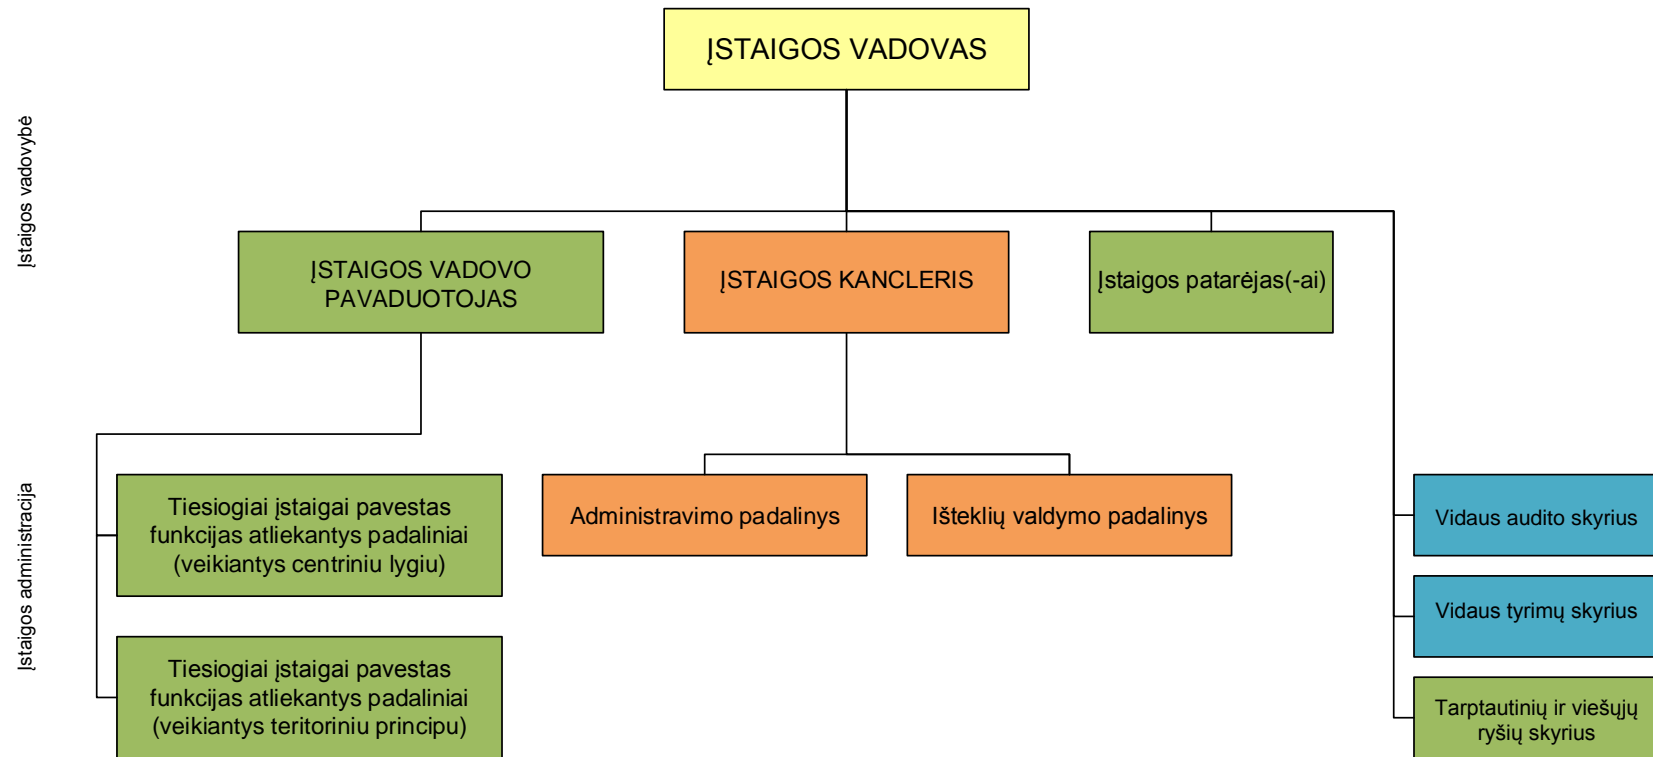 ĮSTAIGOS VADOVAS
Įstaigos vadovybė
ĮSTAIGOS VADOVO
PAVADUOTOJAS
ĮSTAIGOS KANCLERIS
Įstaigos patarėjas(-ai)
Įstaigos administracija
Tiesiogiai įstaigai pavestas
funkcijas atliekantys padaliniai
(veikiantys centriniu lygiu)
Administravimo padalinys
Išteklių valdymo padalinys
Vidaus audito skyrius
Vidaus tyrimų skyrius
Tiesiogiai įstaigai pavestas
funkcijas atliekantys padaliniai
(veikiantys teritoriniu principu)
Tarptautinių ir viešųjų
ryšių skyrius